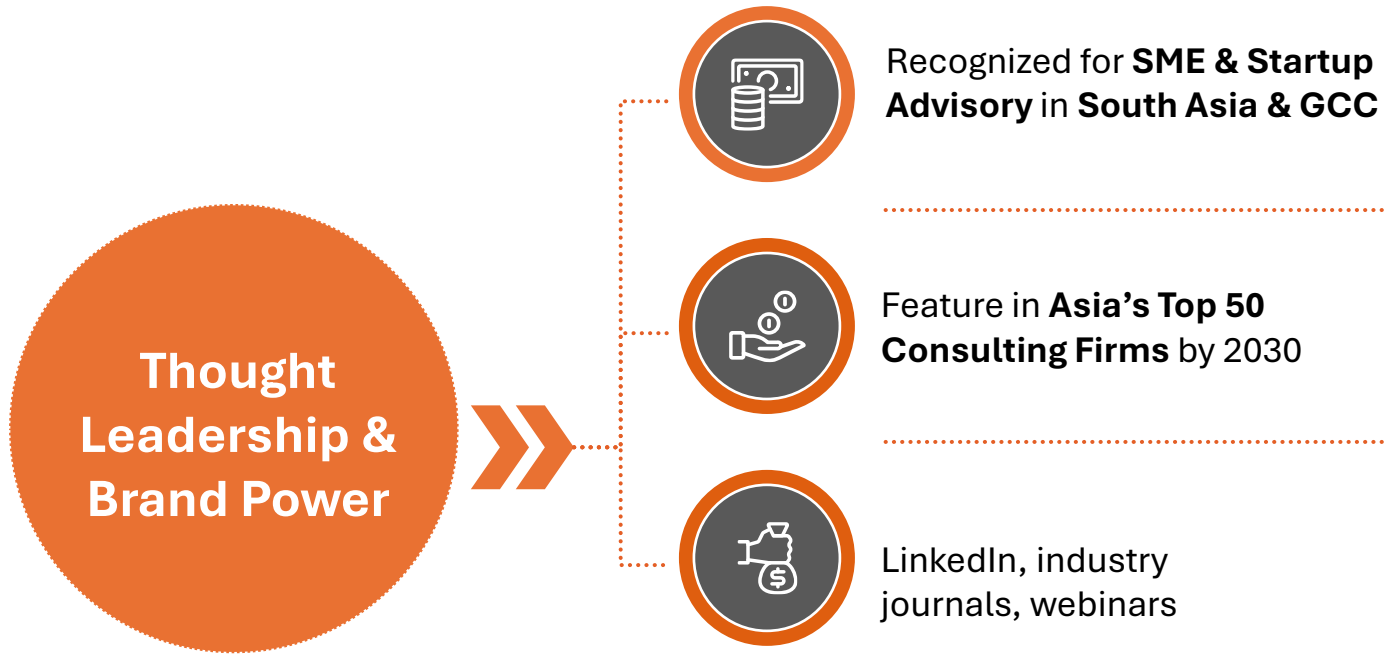 Thought
Leadership &
Brand Power
Recognized for SME & Startup
Advisory in South Asia & GCC
Feature in Asia’s Top 50
Consulting Firms by 2030
$
LinkedIn, industry
journals, webinars